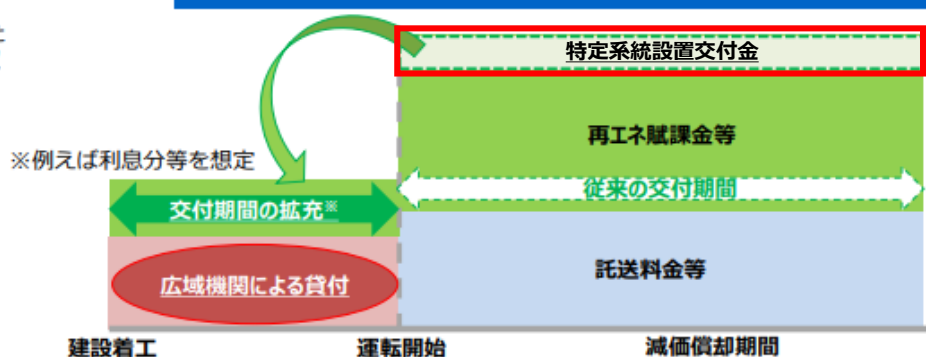 特定系統設置交付金
再エネ賦課金等
※例えば利息分等を想定
従来の交付期間
交付期間の拡充※
託送料金等
広域機関による貸付
建設着工
運転開始
減価償却期間